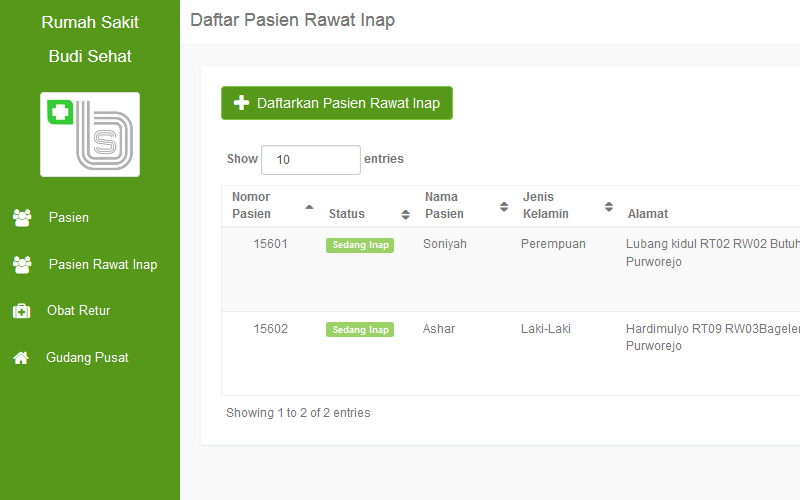 Rumah Sakit
Budi Sehat
S
Pasien
Pasien Rawat Inap
Obat Retur
Gudang Pusat
Daftar Pasien Rawat Inap
Daftarkan Pasien Rawat Inap
Show 10 entries
Nomor Pasien Status Nama Pasien Jenis Kelamin Alamat
15601 Sedang Inap Soniyah Perempuan Lubang kidul RT02 RW02 Butuh
Purworejo
15602 Sedang Inap Ashar Laki-Laki Hardimulyo RT09 RW03Bagelen
Purworejo
Showing 1 to 2 of 2 entries